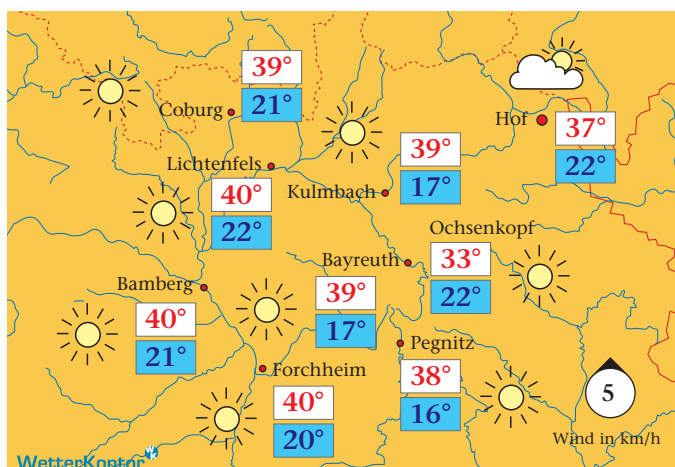 39°
21°
Coburg
Hof
37°
22°
Lichtenfels
39°
17°
Kulmbach
40°
22°
Ochsenkopf
Bayreuth
33°
22°
Bamberg
39°
17°
40°
21°
Pegnitz
38°
16°
Forchheim
40°
20°
5
Wind in km/h
WetterKontor